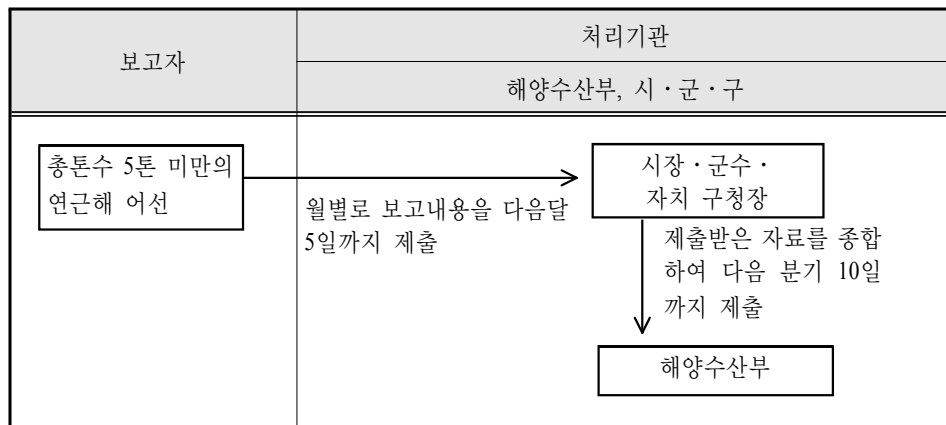 보고자
처리기관
해양수산부, 시·군·구
총톤수 5톤 미만의
연근해 어선
월별로 보고내용을 다음달
5일까지 제출
시장·군수·
자치 구청장
제출받은 자료를 종합
하여 다음 분기 10일
까지 제출
해양수산부